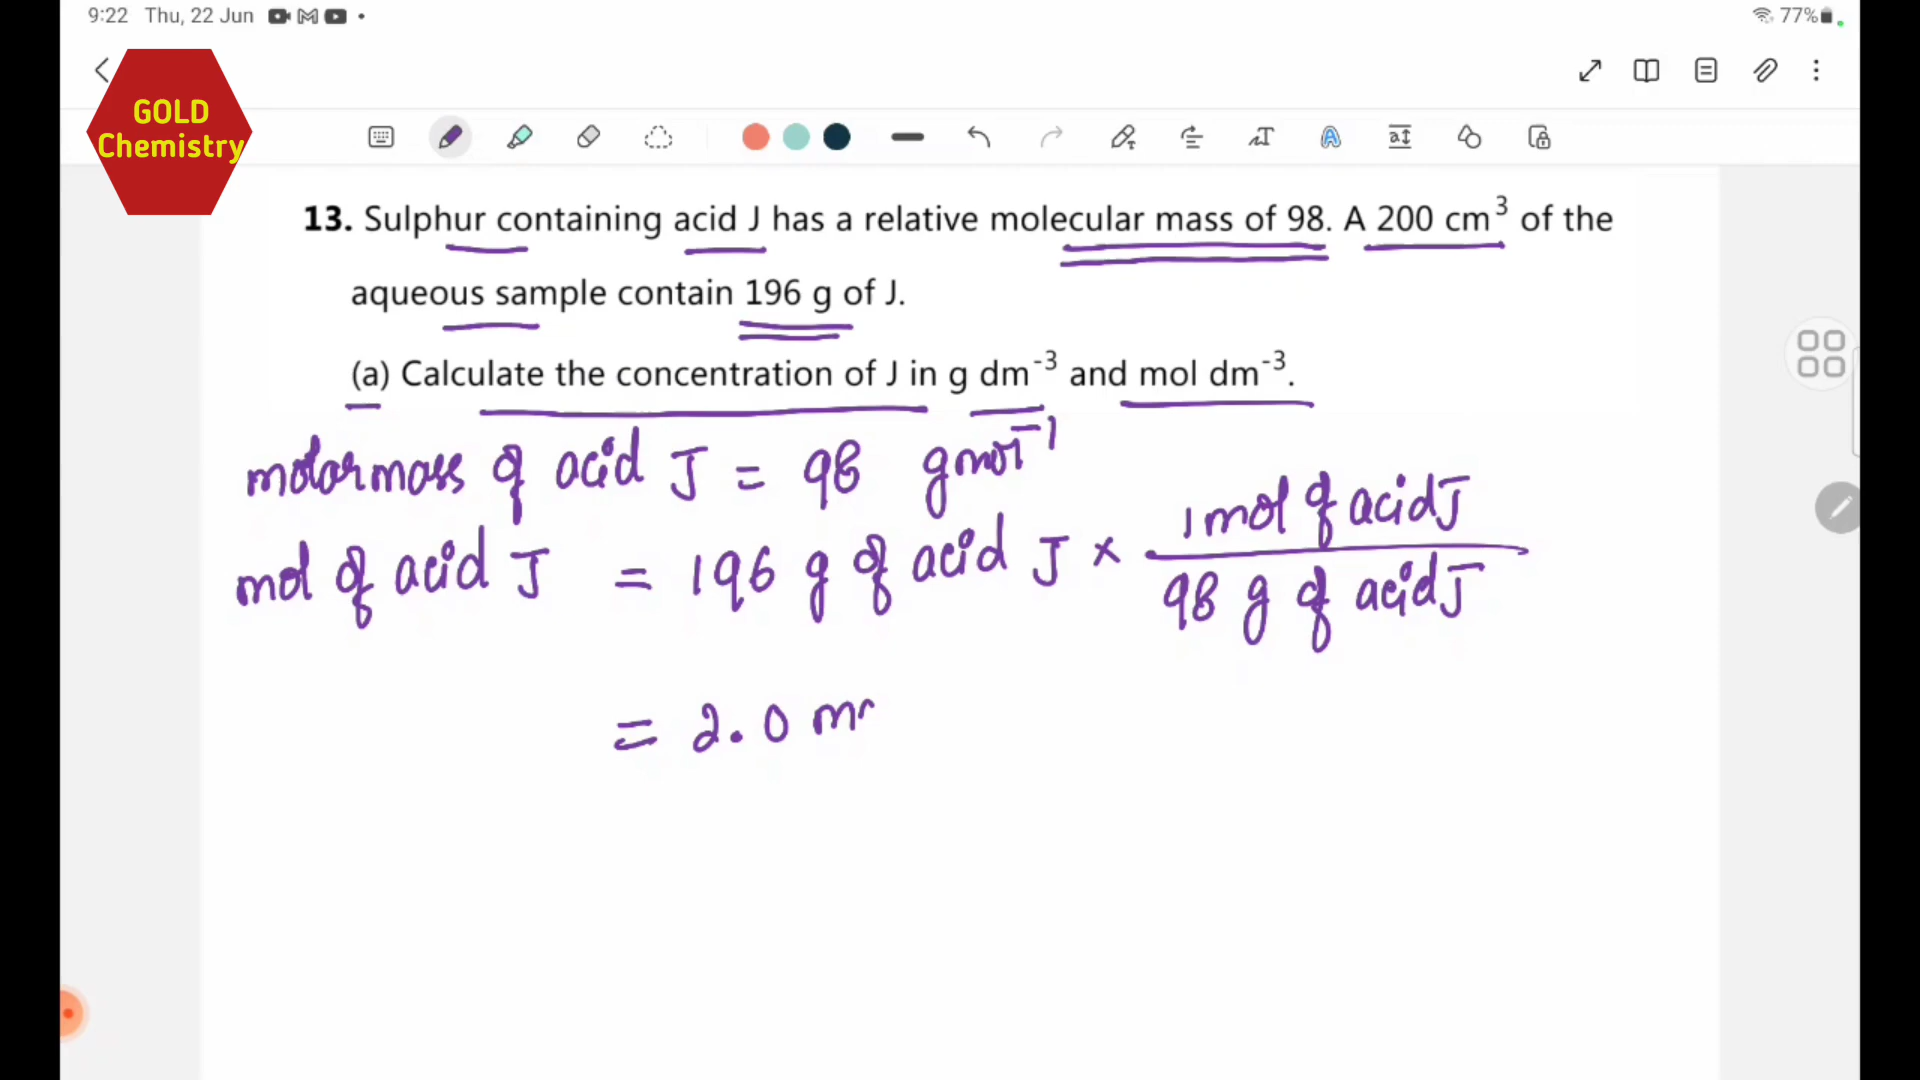 9:22 Thu, 22 Jun
77%
GOLD
Chemistry
13. Sulphur containing acid J has a relative molecular mass of 98. A 200 cm³ of the
aqueous sample contain 196 g of J.
(a) Calculate the concentration of J in g dm⁻³ and mol dm⁻³.
molar mass of acid J = 98 g mol⁻¹
mol of acid J = 196 g of acid J × 1 mol of acid J
98 g of acid J
= 2.0 m